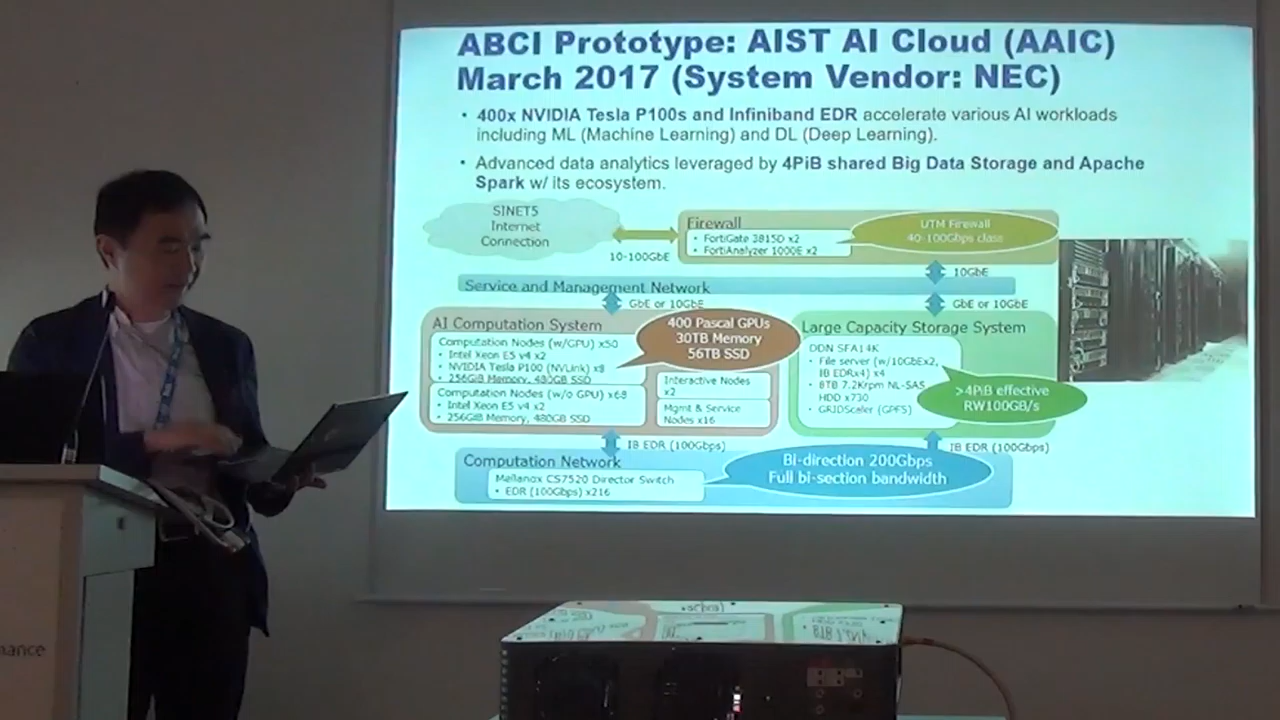 ABCI Prototype: AIST AI Cloud (AAIC)
March 2017 (System Vendor: NEC)
• 400x NVIDIA Tesla P100s and Infiniband EDR accelerate various AI workloads
including ML (Machine Learning) and DL (Deep Learning).
• Advanced data analytics leveraged by 4PiB shared Big Data Storage and Apache
Spark w/ its ecosystem.
SINET5
Internet
Connection
10-100GbE
Firewall
• FortiGate 3815D x2
• FortiAnalyzer 1000E x2
UTM Firewall
40-100Gbps class
10GbE
Service and Management Network
GbE or 10GbE
GbE or 10GbE
AI Computation System
Computation Nodes (w/GPU) x50
• Intel Xeon E5 v4 x2
• NVIDIA Tesla P100 (NVLink) x8
• 256GiB Memory, 480GB SSD
Computation Nodes (w/o GPU) x68
• Intel Xeon E5 v4 x2
• 256GiB Memory, 480GB SSD
400 Pascal GPUs
30TB Memory
56TB SSD
Interactive Nodes
x2
Mgmt & Service
Nodes x16
Large Capacity Storage System
DDN SFA14K
• File server (w/10GbEx2,
IB EDRx4) x4
• 8TB 7.2Krpm NL-SAS
HDD x730
• GRIDScaler (GPFS)
>4PiB effective
RW100GB/s
IB EDR (100Gbps)
IB EDR (100Gbps)
Computation Network
Mellanox CS7520 Director Switch
• EDR (100Gbps) x216
Bi-direction 200Gbps
Full bi-section bandwidth
nance